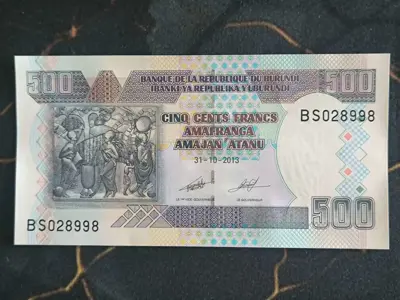 500 BANQUE DE LA REPUBLIQUE DU BURUNDI 500
IBANKI YA REPUBLIKA Y'UBURUNDI
CINQ CENTS FRANCS BS028998
AMAFRANGA
AMAJAN ATANU
31-10-2013
BS028998 500